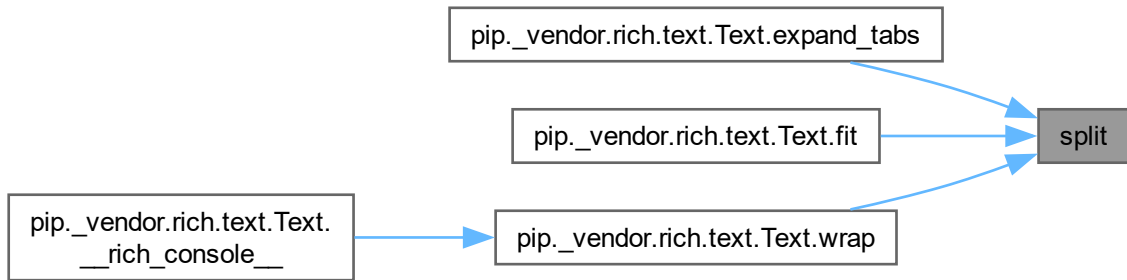 pip._vendor.rich.text.Text.expand_tabs
pip._vendor.rich.text.Text.fit
split
pip._vendor.rich.text.Text.
__rich_console__
pip._vendor.rich.text.Text.wrap